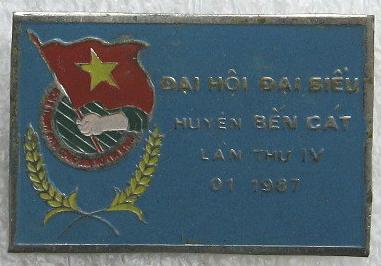 ĐẠI HỘI ĐẠI BIỂU
HUYỆN BẾN CÁT
LẦN THỨ IV
01 1987